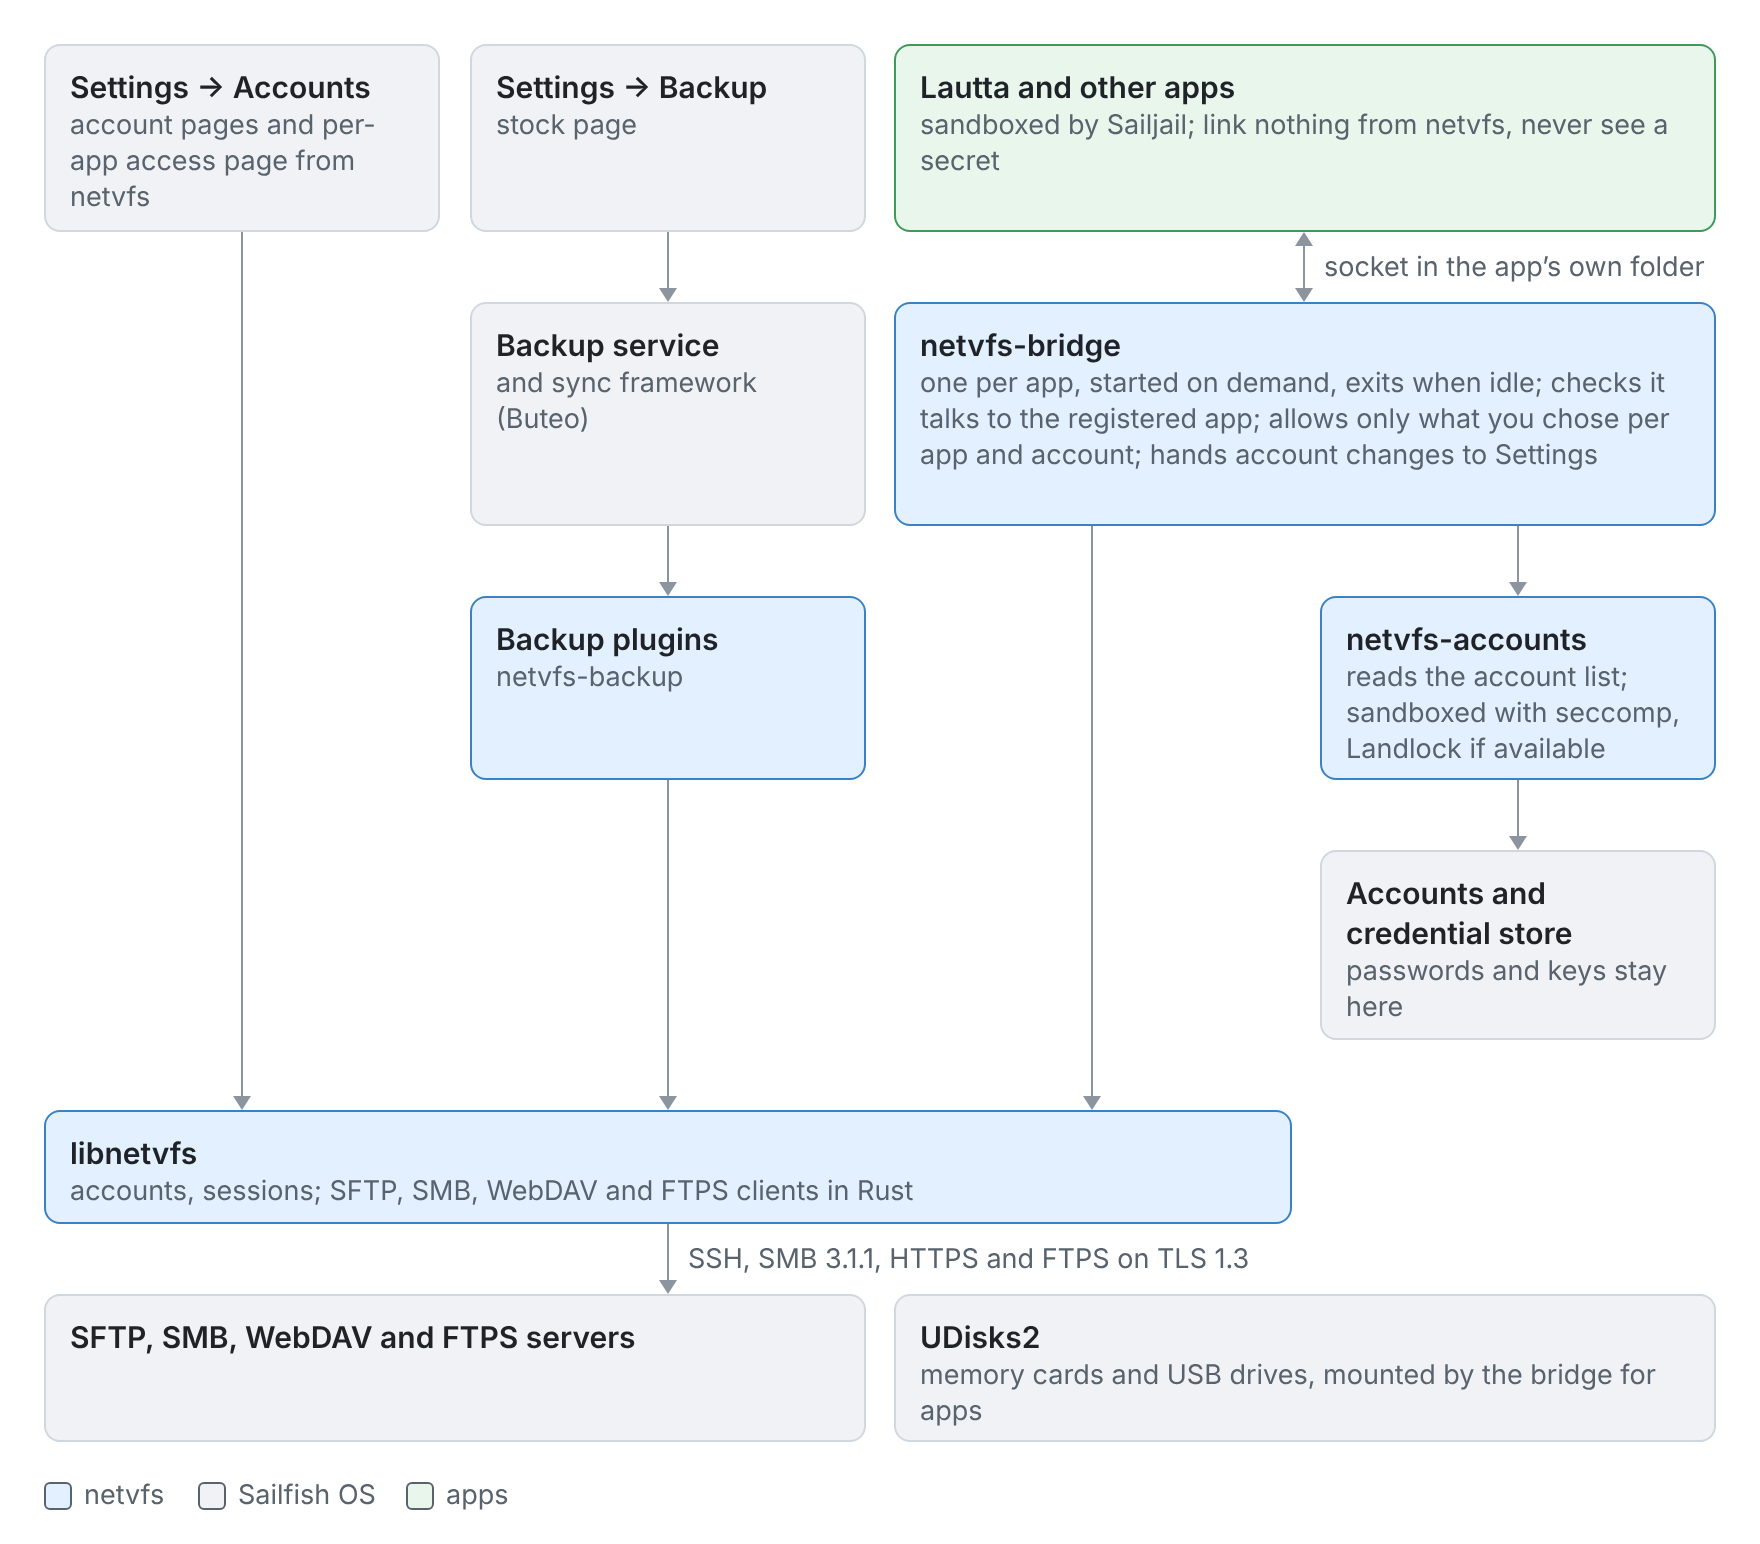 Settings → Accounts
account pages and per-
app access page from
netvfs
Settings → Backup
stock page
Lautta and other apps
sandboxed by Sailjail; link nothing from netvfs, never see a
secret
socket in the app’s own folder
Backup service
and sync framework
(Buteo)
netvfs-bridge
one per app, started on demand, exits when idle; checks it
talks to the registered app; allows only what you chose per
app and account; hands account changes to Settings
Backup plugins
netvfs-backup
netvfs-accounts
reads the account list;
sandboxed with seccomp,
Landlock if available
Accounts and
credential store
passwords and keys stay
here
libnetvfs
accounts, sessions; SFTP, SMB, WebDAV and FTPS clients in Rust
SSH, SMB 3.1.1, HTTPS and FTPS on TLS 1.3
SFTP, SMB, WebDAV and FTPS servers
UDisks2
memory cards and USB drives, mounted by the bridge for
apps
netvfs
Sailfish OS
apps